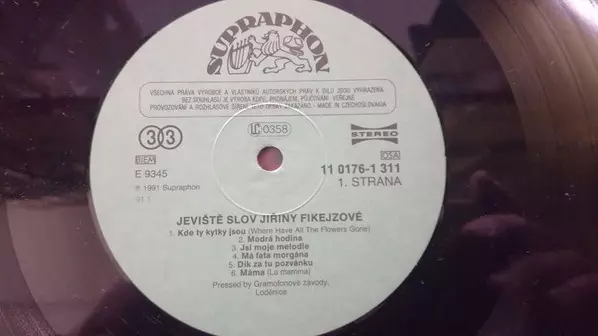 SUPRAPHON
VŠECHNA PRÁVA VÝROBCE A VLASTNÍKŮ AUTORSKÝCH PRÁV K DÍLU JSOU VYHRAZENA.
BEZ SOUHLASU JE VÝROBA KOPIÍ, PRONÁJEM, PŮJČOVÁNÍ, VEŘEJNÉ
PROVOZOVÁNÍ A ROZHLASOVÉ ŠÍŘENÍ TÉTO DESKY ZAKÁZÁNO. - MADE IN CZECHOSLOVAKIA
33
LC 0358
STEREO
BIEM
OSA
E 9345
11 0176-1 311
℗ 1991 Supraphon
1. STRANA
JEVIŠTĚ SLOV JIŘINY FIKEJZOVÉ
1. Kde ty kytky jsou (Where Have All The Flowers Gone)
2. Modrá hodina
3. Jsi moje melodie
4. Má fata morgána
5. Dík za tu pozvánku
6. Máma (La mamma)
Pressed by Gramofonové závody,
Loděnice